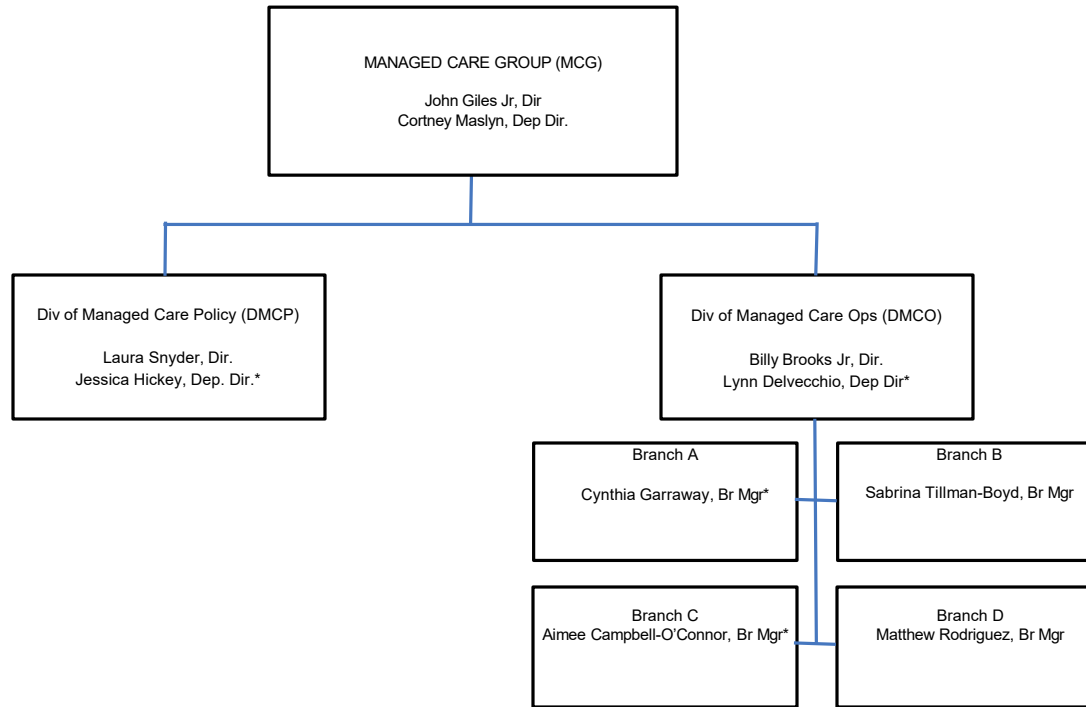 MANAGED CARE GROUP (MCG)
John Giles Jr, Dir
Cortney Maslyn, Dep Dir.
Div of Managed Care Policy (DMCP)
Laura Snyder, Dir.
Jessica Hickey, Dep. Dir.*
Div of Managed Care Ops (DMCO)
Billy Brooks Jr, Dir.
Lynn Delvecchio, Dep Dir*
Branch A
Cynthia Garraway, Br Mgr*
Branch B
Sabrina Tillman-Boyd, Br Mgr
Branch C
Aimee Campbell-O’Connor, Br Mgr*
Branch D
Matthew Rodriguez, Br Mgr